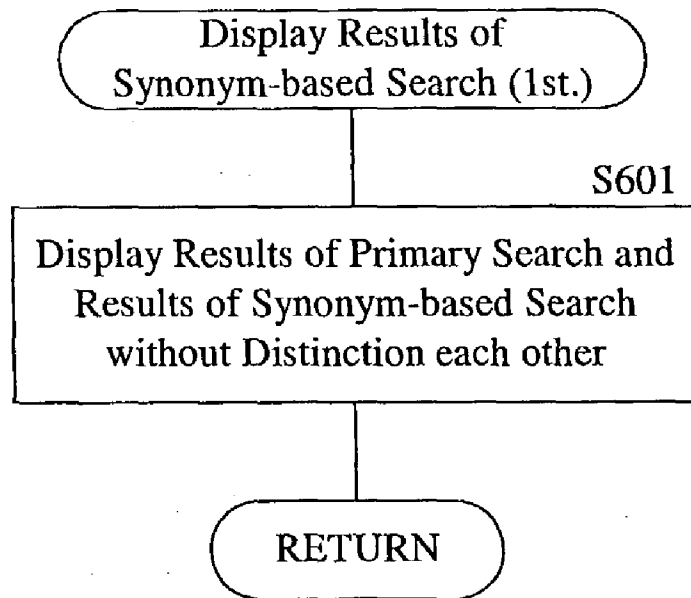 Display Results of
Synonym-based Search (1st.)
S601
Display Results of Primary Search and
Results of Synonym-based Search
without Distinction each other
RETURN